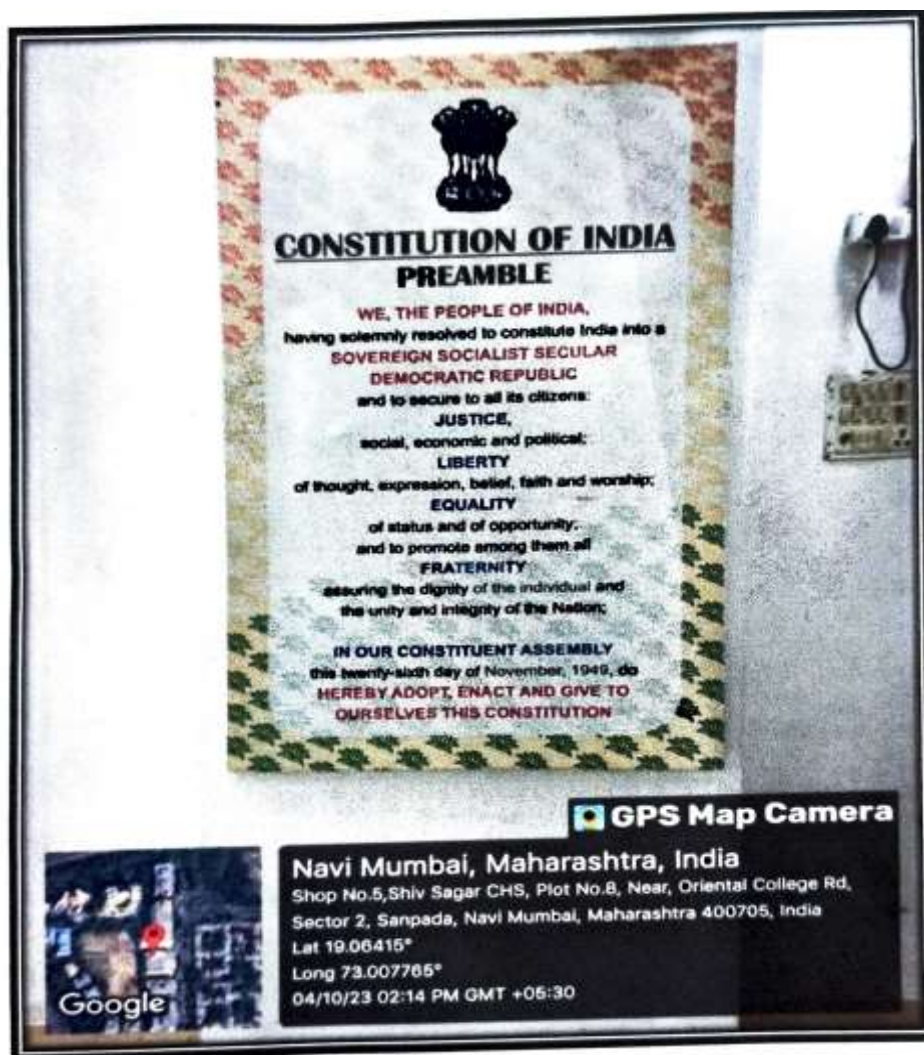 CONSTITUTION OF INDIA
PREAMBLE
WE, THE PEOPLE OF INDIA,
having solemnly resolved to constitute India into a
SOVEREIGN SOCIALIST SECULAR
DEMOCRATIC REPUBLIC
and to secure to all its citizens:
JUSTICE,
social, economic and political;
LIBERTY
of thought, expression, belief, faith and worship;
EQUALITY
of status and of opportunity;
and to promote among them all
FRATERNITY
assuring the dignity of the individual and
the unity and integrity of the Nation;
IN OUR CONSTITUENT ASSEMBLY
this twenty-sixth day of November, 1949, do
HEREBY ADOPT, ENACT AND GIVE TO
OURSELVES THIS CONSTITUTION
GPS Map Camera
Navi Mumbai, Maharashtra, India
Shop No.5,Shiv Sagar CHS, Plot No.8, Near, Oriental College Rd,
Sector 2, Sanpada, Navi Mumbai, Maharashtra 400705, India
Lat 19.06415°
Long 73.007765°
04/10/23 02:14 PM GMT +05:30
Google